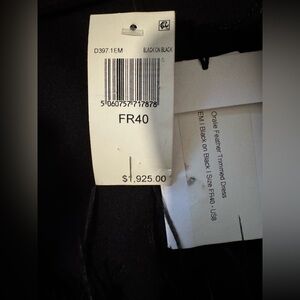 D397.1EM BLACK ON BLACK
5 060757 717878
FR40
$1,925.00
Oralie Feather Trimmed Dress
EM | Black on Black | Size FR40 - US8